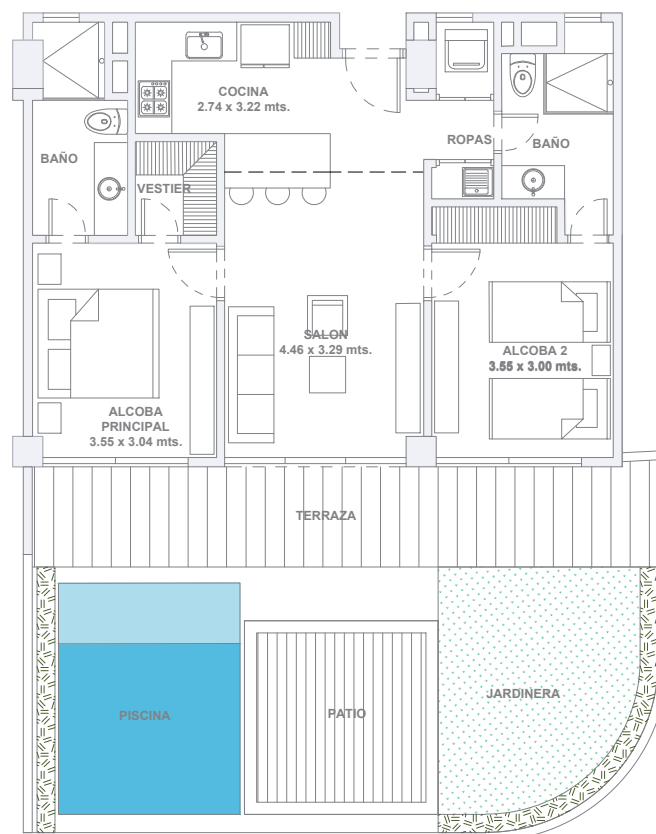 COCINA
2.74 x 3.22 mts.
BAÑO
VESTIER
ROPAS
BAÑO
SALON
4.46 x 3.29 mts.
ALCOBA 2
3.55 x 3.00 mts.
ALCOBA
PRINCIPAL
3.55 x 3.04 mts.
TERRAZA
PISCINA
PATIO
JARDINERA